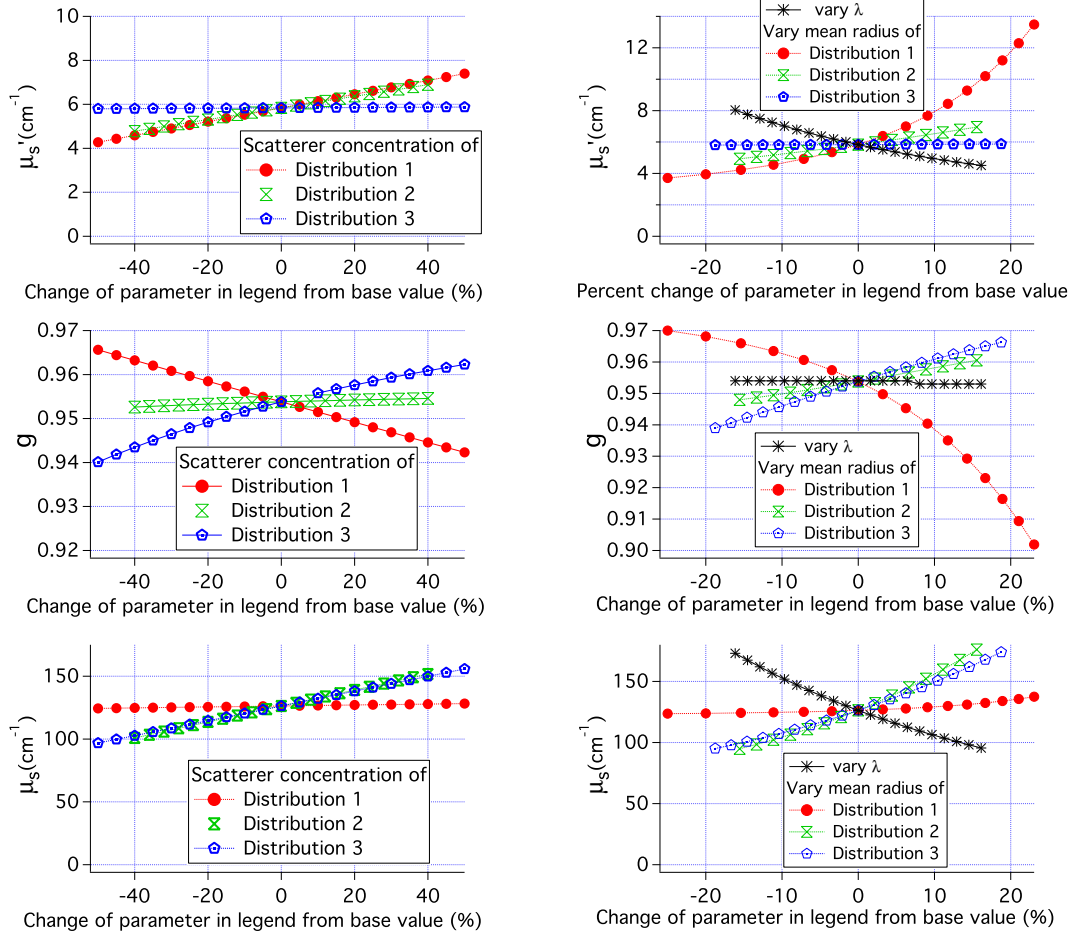 10
8
6
4
2
0
μs'(cm-1)
-40 -20 0 20 40
Change of parameter in legend from base value (%)
Scatterer concentration of
Distribution 1
Distribution 2
Distribution 3
12
8
4
0
μs'(cm-1)
-20 -10 0 10 20
Percent change of parameter in legend from base value
vary λ
Vary mean radius of
Distribution 1
Distribution 2
Distribution 3
0.97
0.96
0.95
0.94
0.93
0.92
g
-40 -20 0 20 40
Change of parameter in legend from base value (%)
Scatterer concentration of
Distribution 1
Distribution 2
Distribution 3
0.97
0.96
0.95
0.94
0.93
0.92
0.91
0.90
g
-20 -10 0 10 20
Change of parameter in legend from base value (%)
vary λ
Vary mean radius of
Distribution 1
Distribution 2
Distribution 3
150
100
50
0
μs(cm-1)
-40 -20 0 20 40
Change of parameter in legend from base value (%)
Scatterer concentration of
Distribution 1
Distribution 2
Distribution 3
150
100
50
0
μs(cm-1)
-20 -10 0 10 20
Change of parameter in legend from base value (%)
vary λ
Vary mean radius of
Distribution 1
Distribution 2
Distribution 3